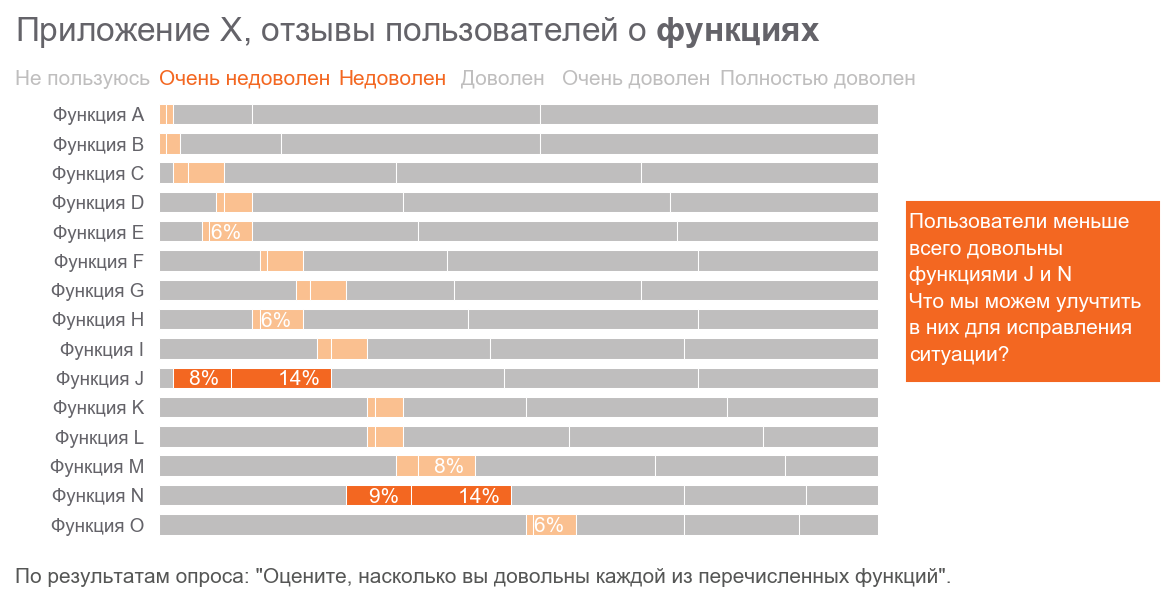 Приложение X, отзывы пользователей о функциях
Не пользуюсь Очень недоволен Недоволен Доволен Очень доволен Полностью доволен
Функция A
Функция B
Функция C
Функция D
Функция E 6%
Функция F
Функция G
Функция H 6%
Функция I
Функция J 8% 14%
Функция K
Функция L
Функция M 8%
Функция N 9% 14%
Функция O 6%
Пользователи меньше
всего довольны
функциями J и N
Что мы можем улучтить
в них для исправления
ситуации?
По результатам опроса: "Оцените, насколько вы довольны каждой из перечисленных функций".